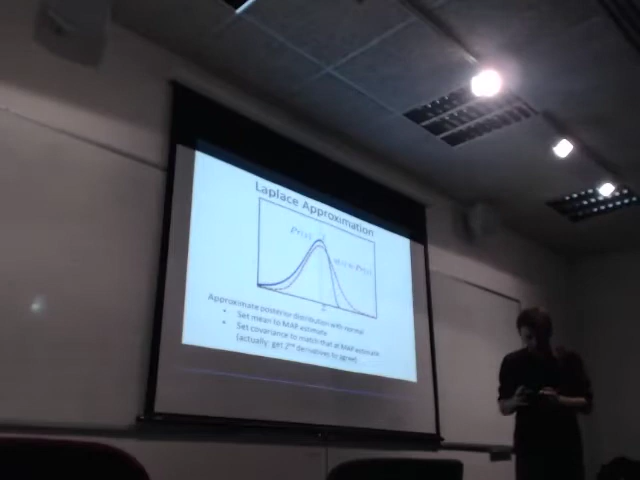 Laplace Approximation
Pr(x)
Approximate posterior distribution with normal
• Set mean to MAP estimate
• Set covariance to match that at MAP estimate
(actually: get 2nd derivatives to agree)